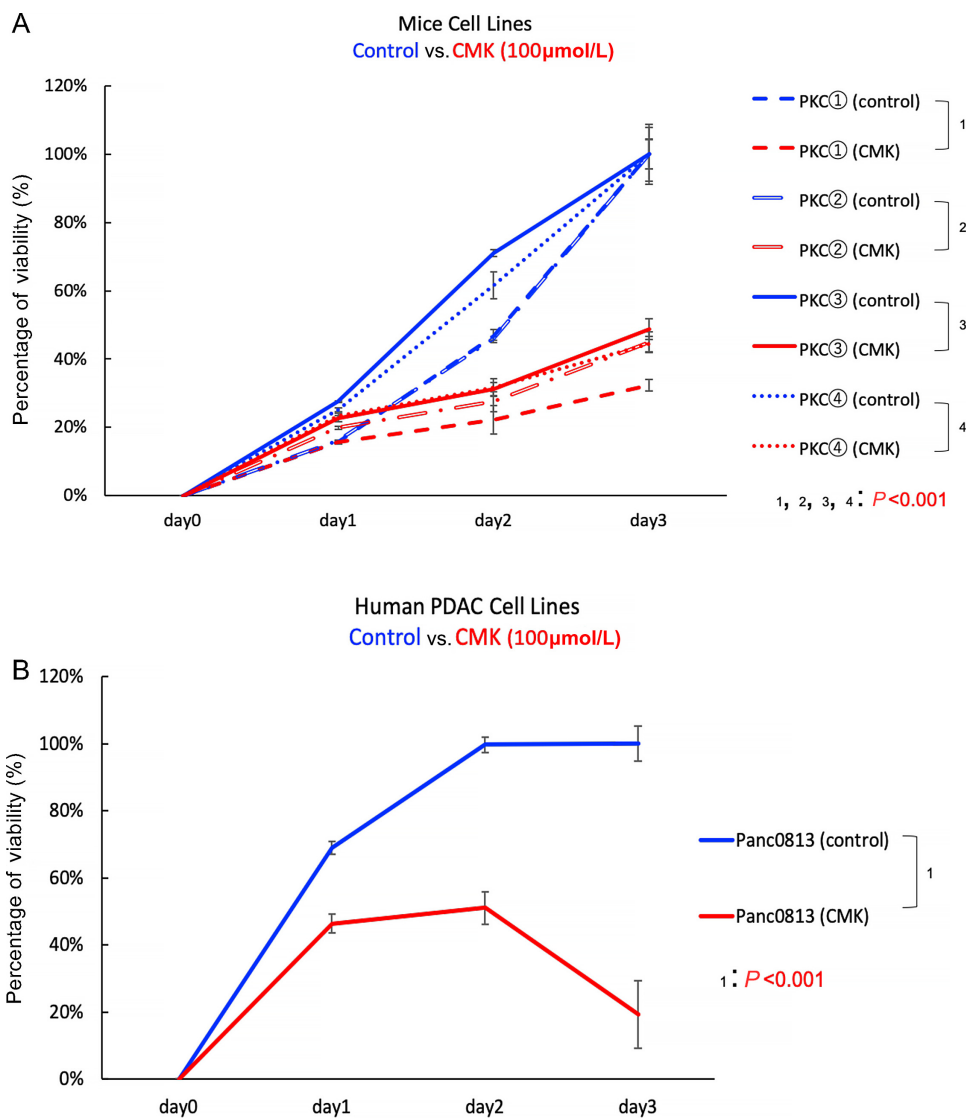 A
Mice Cell Lines
Control vs. CMK (100μmol/L)
Percentage of viability (%)
120%
100%
80%
60%
40%
20%
0%
day0 day1 day2 day3
PKC① (control)
1
PKC① (CMK)
PKC② (control)
2
PKC② (CMK)
PKC③ (control)
3
PKC③ (CMK)
PKC④ (control)
4
PKC④ (CMK)
1, 2, 3, 4: P<0.001
Human PDAC Cell Lines
Control vs. CMK (100μmol/L)
B
Percentage of viability (%)
120%
100%
80%
60%
40%
20%
0%
day0 day1 day2 day3
Panc0813 (control)
1
Panc0813 (CMK)
1: P<0.001